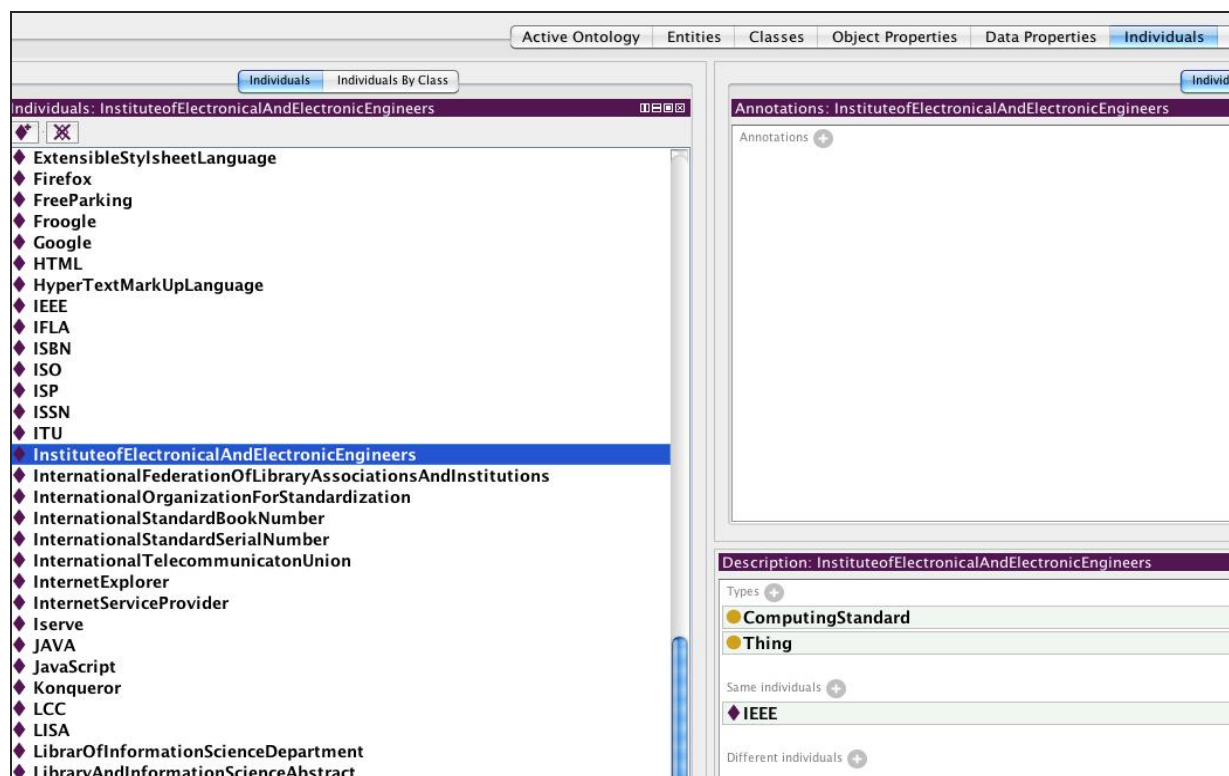 Active Ontology Entities Classes Object Properties Data Properties Individuals
Individuals Individuals By Class
Individuals: InstituteofElectronicalAndElectronicEngineers
ExtensibleStylsheetLanguage
Firefox
FreeParking
Froogle
Google
HTML
HyperTextMarkUpLanguage
IEEE
IFLA
ISBN
ISO
ISP
ISSN
ITU
InstituteofElectronicalAndElectronicEngineers
InternationalFederationOfLibraryAssociationsAndInstitutions
InternationalOrganizationForStandardization
InternationalStandardBookNumber
InternationalStandardSerialNumber
InternationalTelecommunicatonUnion
InternetExplorer
InternetServiceProvider
Iserve
JAVA
JavaScript
Konqueror
LCC
LISA
LibrarOfInformationScienceDepartment
LibraryAndInformationScienceAbstract
Individ
Annotations: InstituteofElectronicalAndElectronicEngineers
Annotations
Description: InstituteofElectronicalAndElectronicEngineers
Types
ComputingStandard
Thing
Same individuals
IEEE
Different individuals